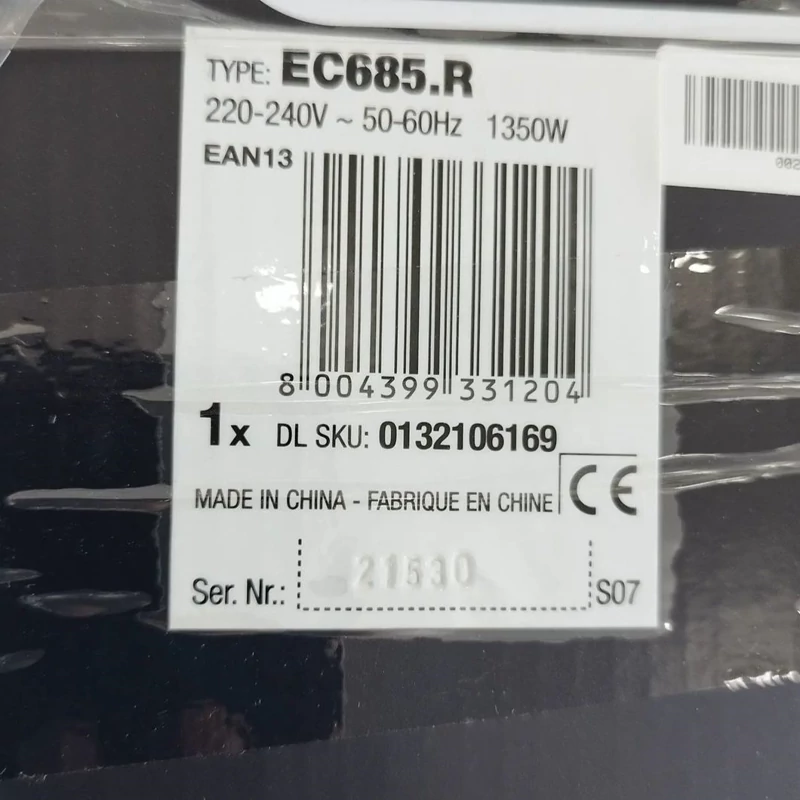 TYPE: EC685.R
220-240V ~ 50-60Hz 1350W
EAN13
8 004399 331204
1x DL SKU: 0132106169
MADE IN CHINA - FABRIQUE EN CHINE CE
Ser. Nr.: 21530 S07
002